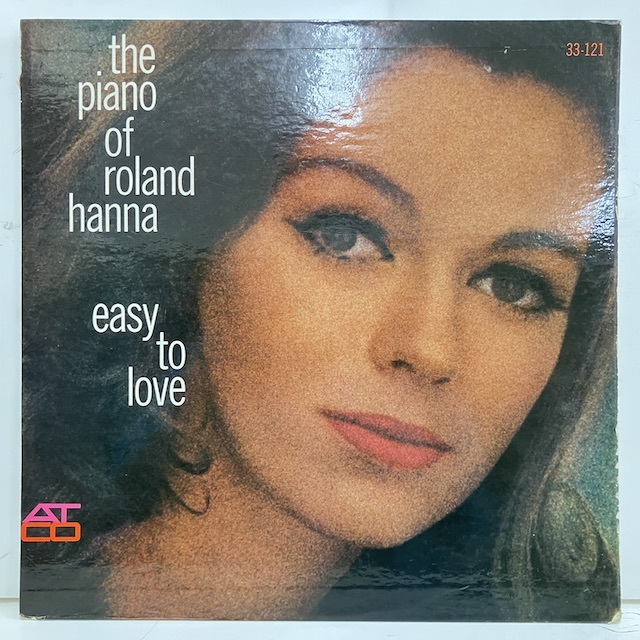 the
piano
of
roland
hanna
33-121
easy
to
love
AT
CO